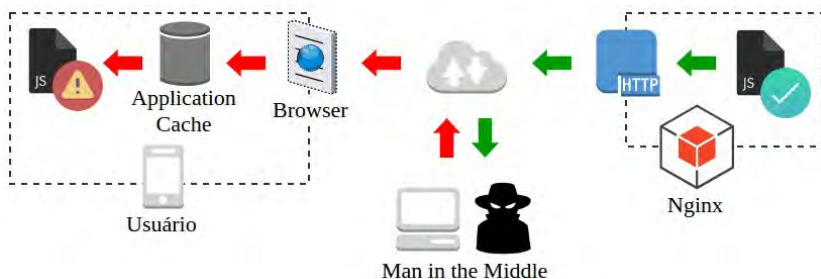 JS
Application
Cache
Browser
HTTP
JS
Usuário
Nginx
Man in the Middle